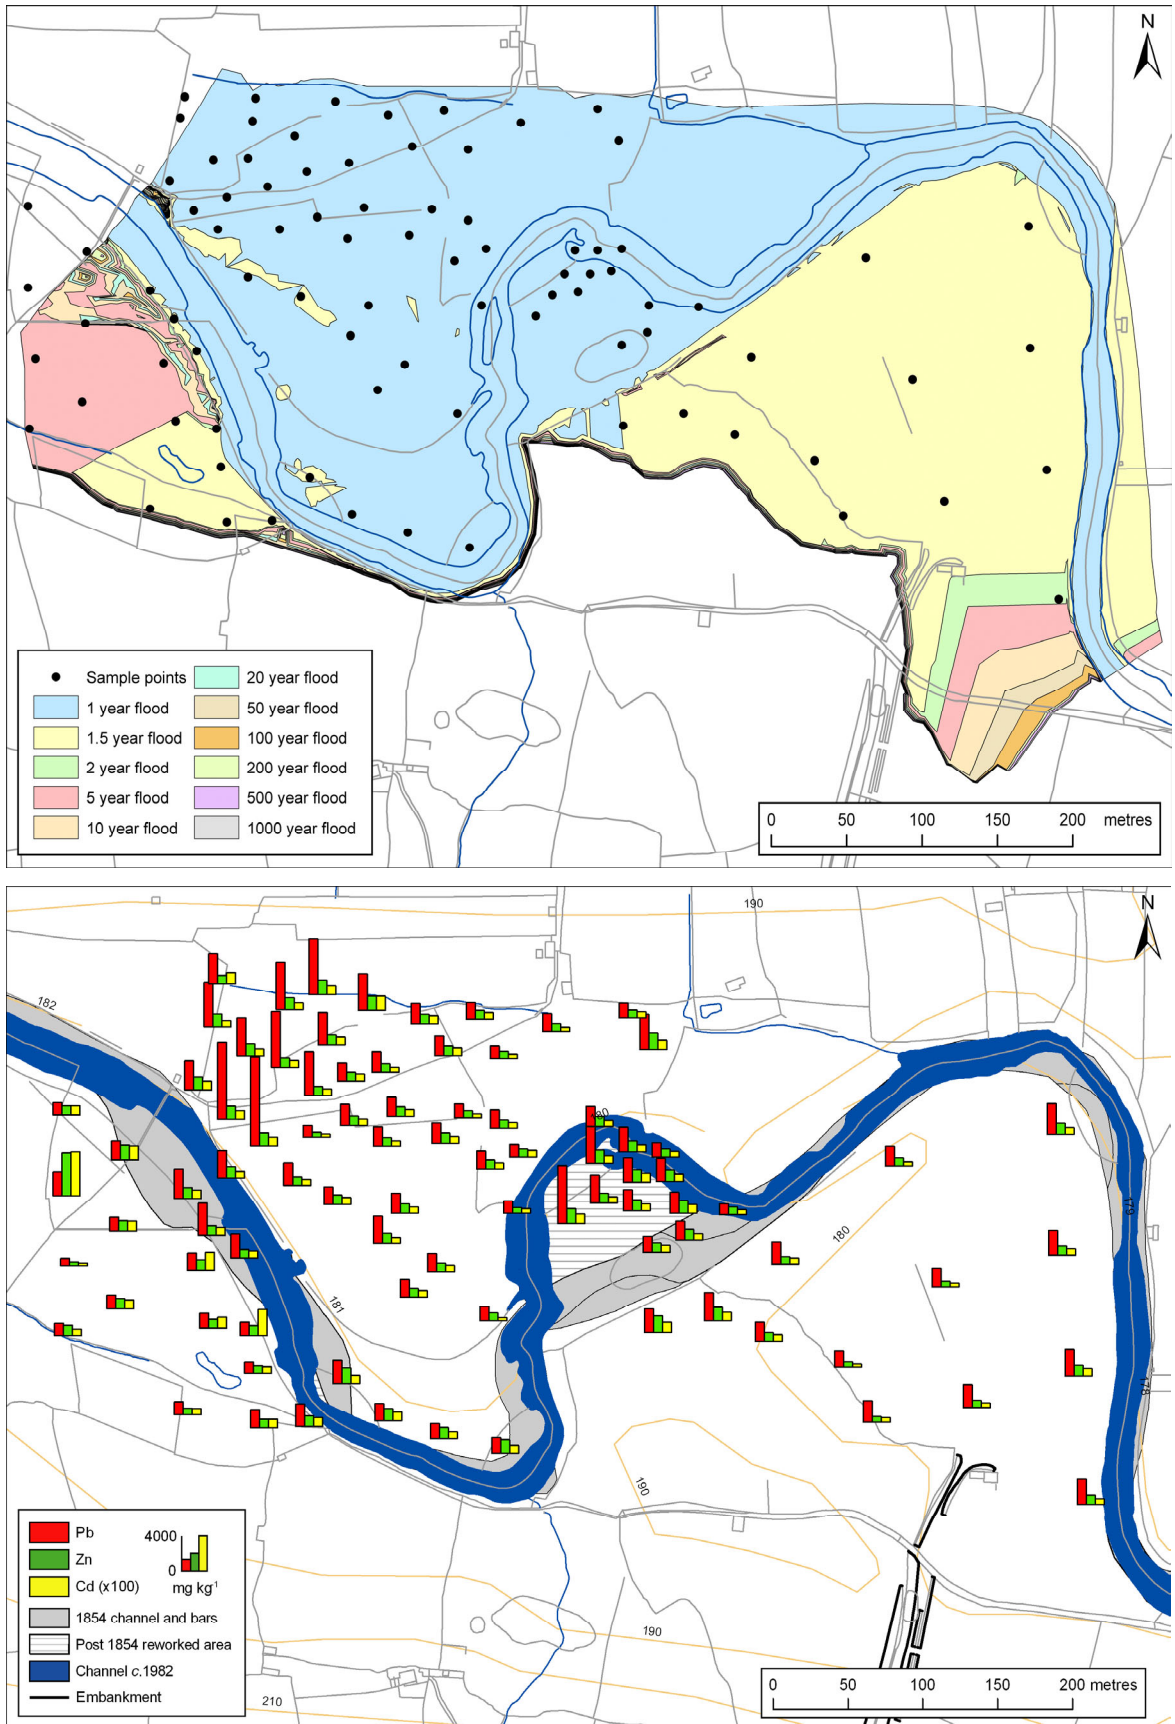 N
Sample points
1 year flood
1.5 year flood
2 year flood
5 year flood
10 year flood
20 year flood
50 year flood
100 year flood
200 year flood
500 year flood
1000 year flood
0 50 100 150 200 metres
190
N
182
180
179
180
181
178
190
190
210
Pb
Zn
Cd (x100)
4000
0
mg kg-1
1854 channel and bars
Post 1854 reworked area
Channel c.1982
Embankment
0 50 100 150 200 metres